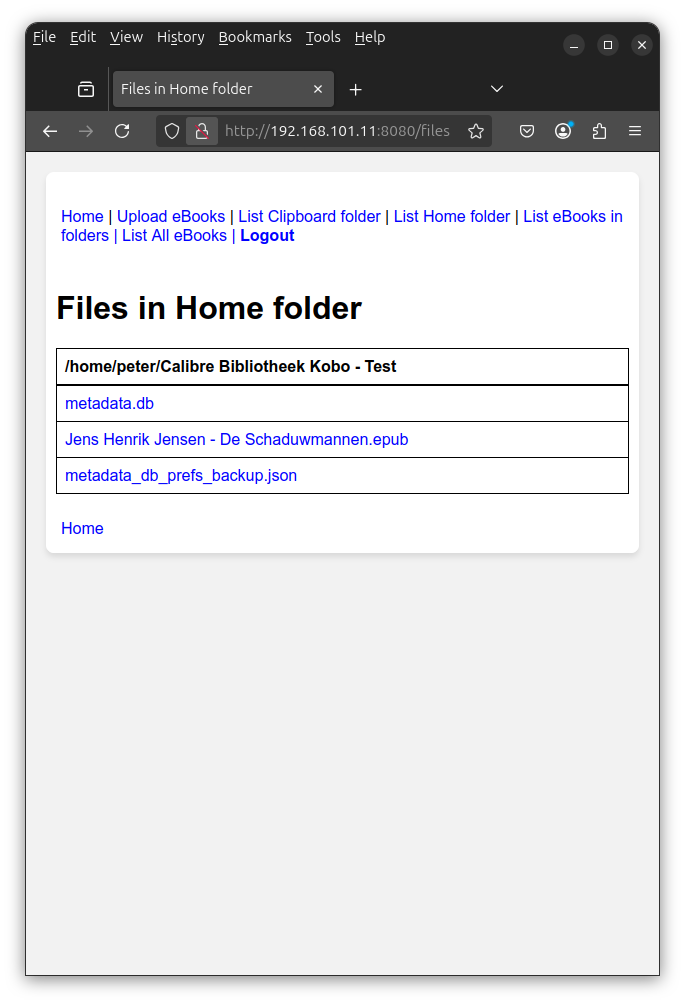 File Edit View History Bookmarks Tools Help
Files in Home folder
http://192.168.101.11:8080/files
Home | Upload eBooks | List Clipboard folder | List Home folder | List eBooks in
folders | List All eBooks | Logout
Files in Home folder
/home/peter/Calibre Bibliotheek Kobo - Test
metadata.db
Jens Henrik Jensen - De Schaduwmannen.epub
metadata_db_prefs_backup.json
Home